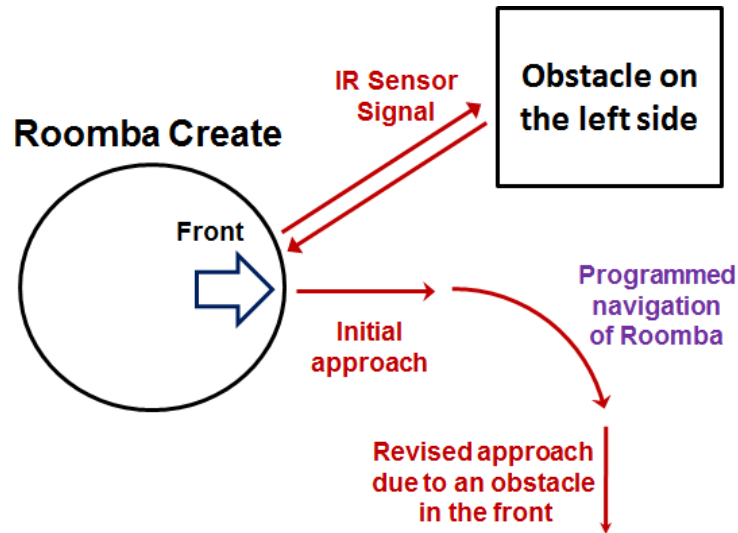 IR Sensor
Signal
Obstacle on
the left side
Roomba Create
Front
Initial
approach
Programmed
navigation
of Roomba
Revised approach
due to an obstacle
in the front